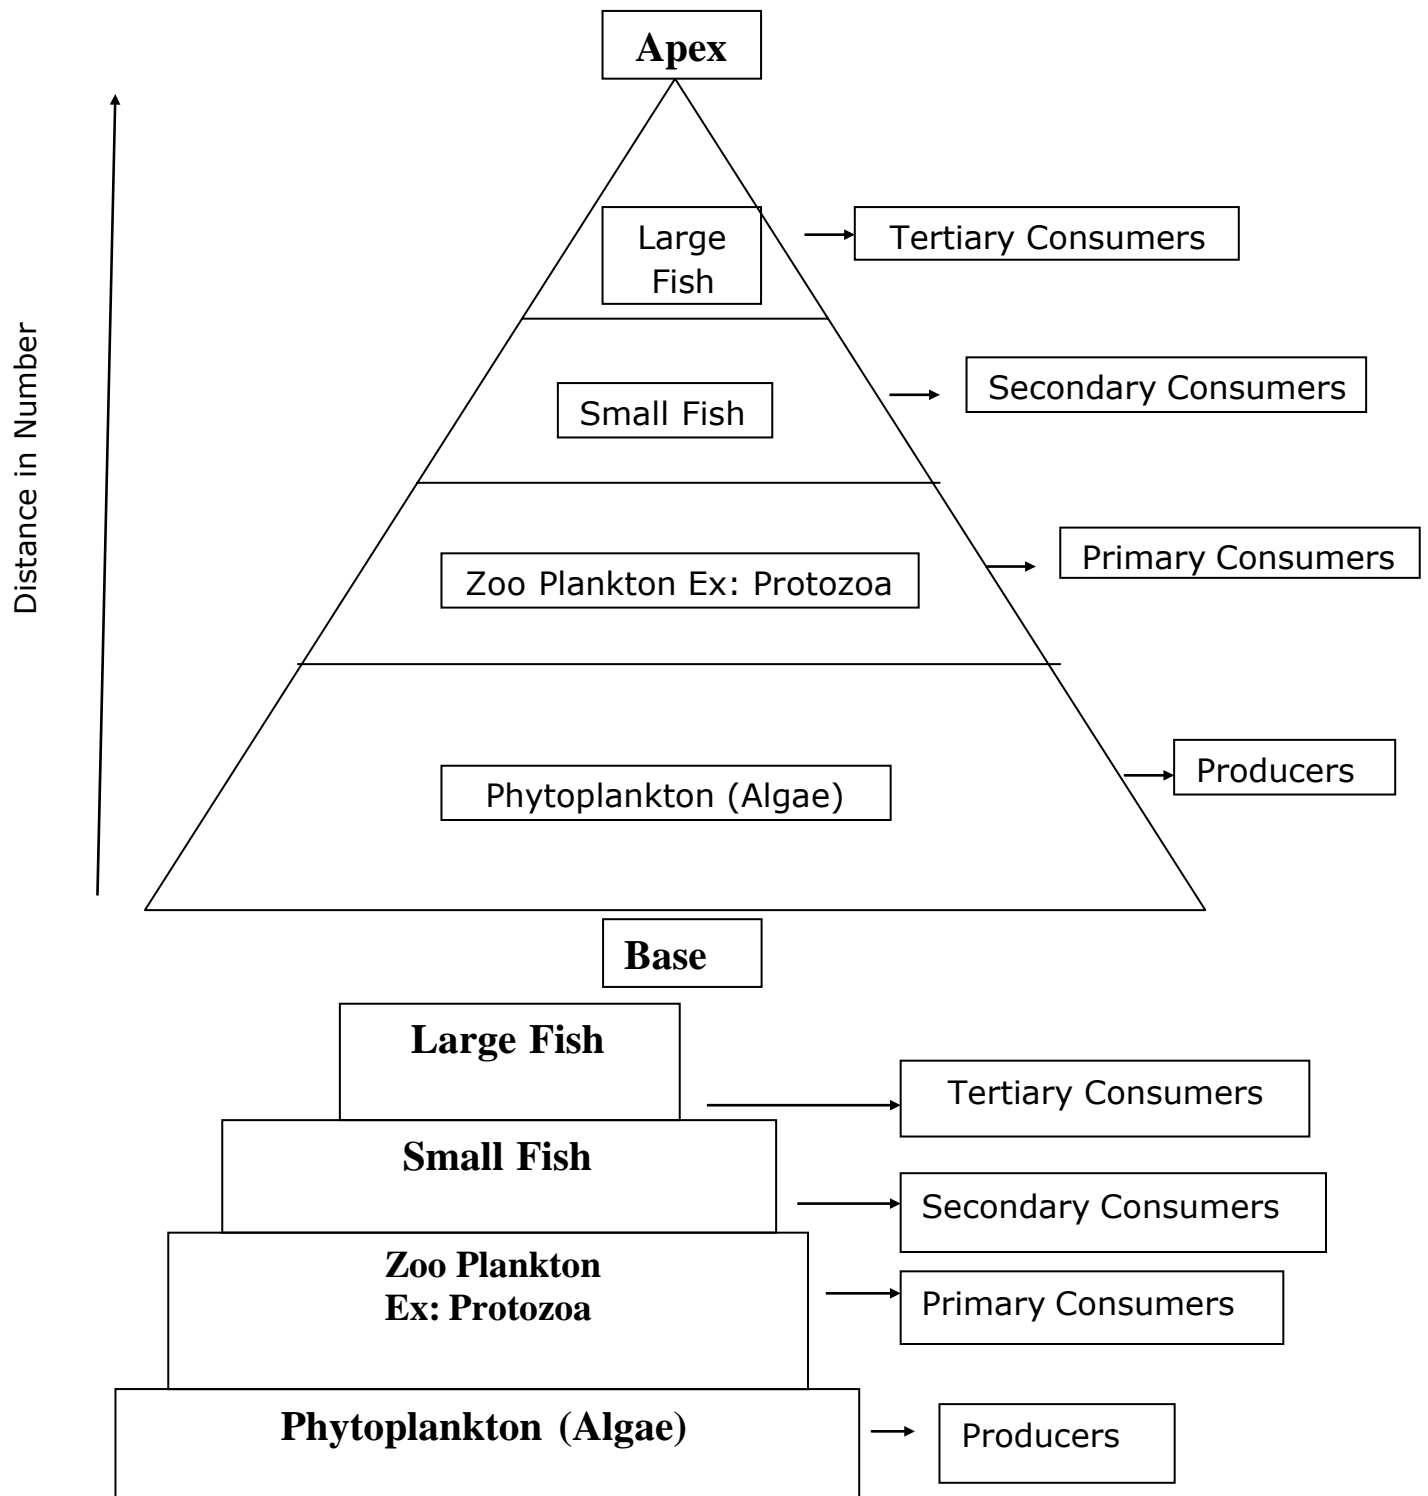 Apex
Large
Fish
Tertiary Consumers
Distance in Number
Small Fish
Secondary Consumers
Zoo Plankton Ex: Protozoa
Primary Consumers
Phytoplankton (Algae)
Producers
Base
Large Fish
Tertiary Consumers
Small Fish
Secondary Consumers
Zoo Plankton
Ex: Protozoa
Primary Consumers
Phytoplankton (Algae)
Producers